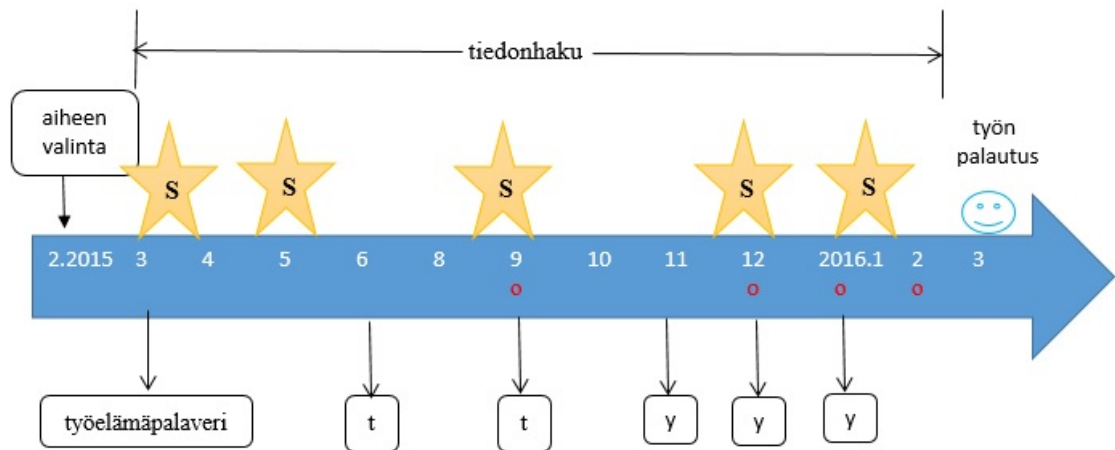 tiedonhaku
aiheen
valinta
työn
palautus
S S S S S
2.2015 3 4 5 6 8 9 10 11 12 2016.1 2 3
o o o o
työelämäpalaveri t t y y y